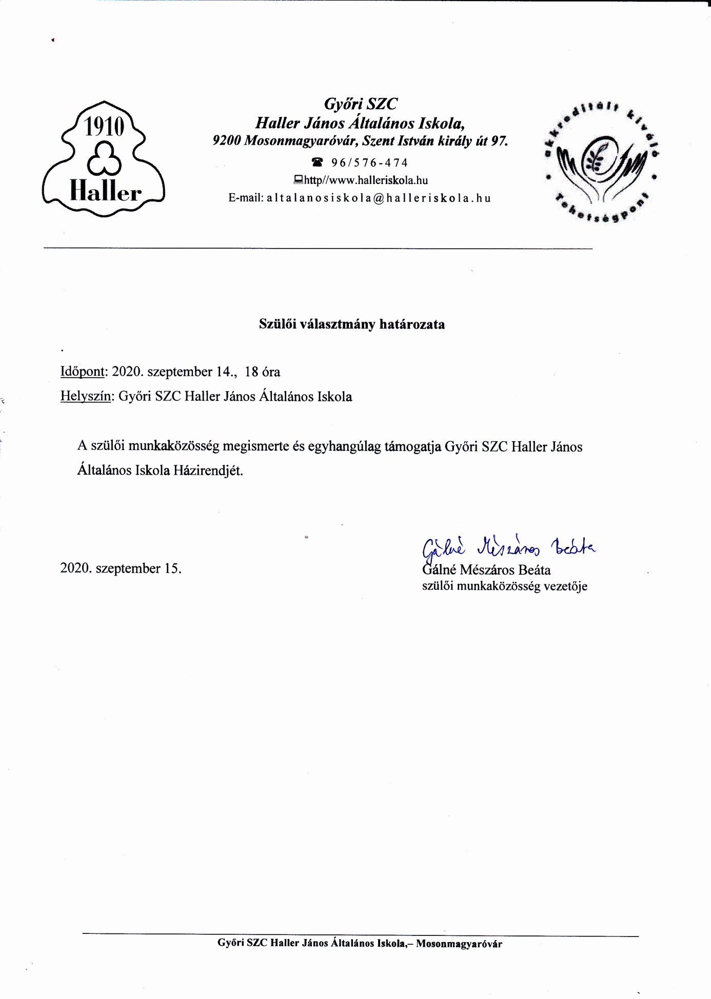 1910
Haller
Győri SZC
Haller János Általános Iskola,
9200 Mosonmagyaróvár, Szent István király út 97.
☎ 96/576-474
http//www.halleriskola.hu
E-mail: altalanosiskola@halleriskola.hu
• akkreditált kiváló •
Tehetségpont
Szülői választmány határozata
Időpont: 2020. szeptember 14., 18 óra
Helyszín: Győri SZC Haller János Általános Iskola
A szülői munkaközösség megismerte és egyhangúlag támogatja Győri SZC Haller János
Általános Iskola Házirendjét.
Gálné Mészáros Beáta
2020. szeptember 15.
Gálné Mészáros Beáta
szülői munkaközösség vezetője
Győri SZC Haller János Általános Iskola,– Mosonmagyaróvár